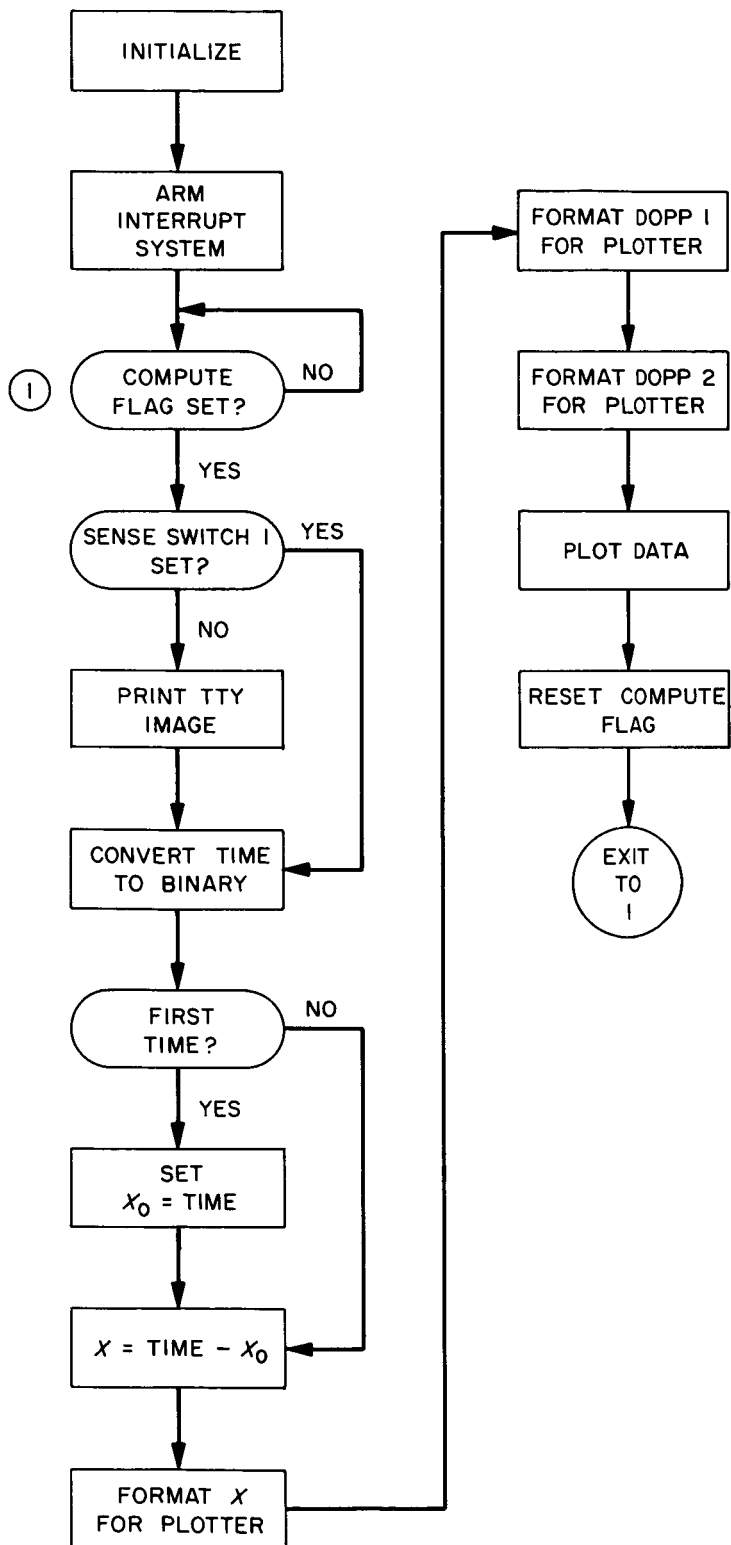 INITIALIZE
ARM
INTERRUPT
SYSTEM
1
COMPUTE
FLAG SET?
NO
YES
SENSE SWITCH 1
SET?
YES
NO
PRINT TTY
IMAGE
CONVERT TIME
TO BINARY
FIRST
TIME?
NO
YES
SET
X₀ = TIME
X = TIME − X₀
FORMAT X
FOR PLOTTER
FORMAT DOPP 1
FOR PLOTTER
FORMAT DOPP 2
FOR PLOTTER
PLOT DATA
RESET COMPUTE
FLAG
EXIT
TO
1